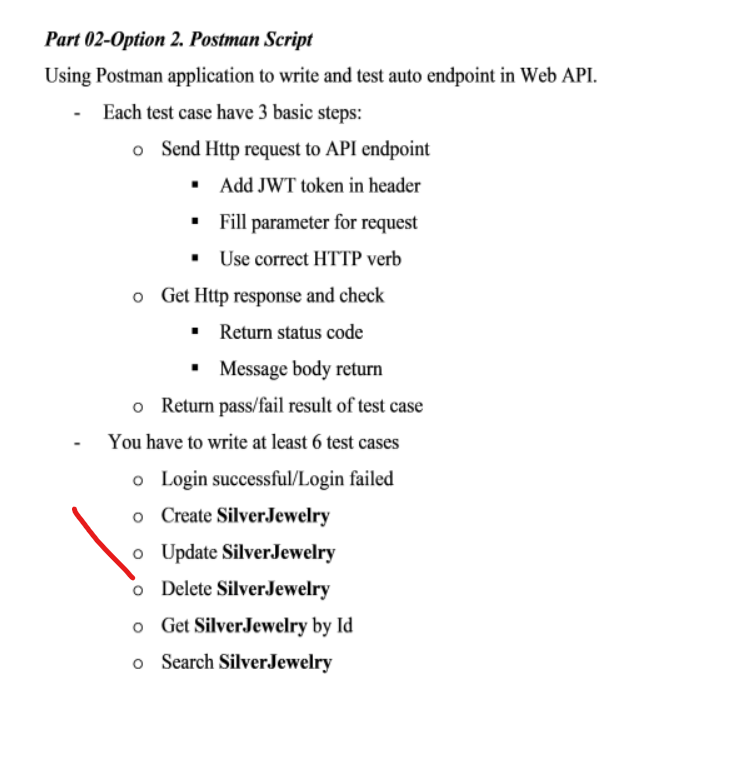 Part 02-Option 2. Postman Script
Using Postman application to write and test auto endpoint in Web API.
- Each test case have 3 basic steps:
o Send Http request to API endpoint
▪ Add JWT token in header
▪ Fill parameter for request
▪ Use correct HTTP verb
o Get Http response and check
▪ Return status code
▪ Message body return
o Return pass/fail result of test case
- You have to write at least 6 test cases
o Login successful/Login failed
o Create SilverJewelry
o Update SilverJewelry
o Delete SilverJewelry
o Get SilverJewelry by Id
o Search SilverJewelry